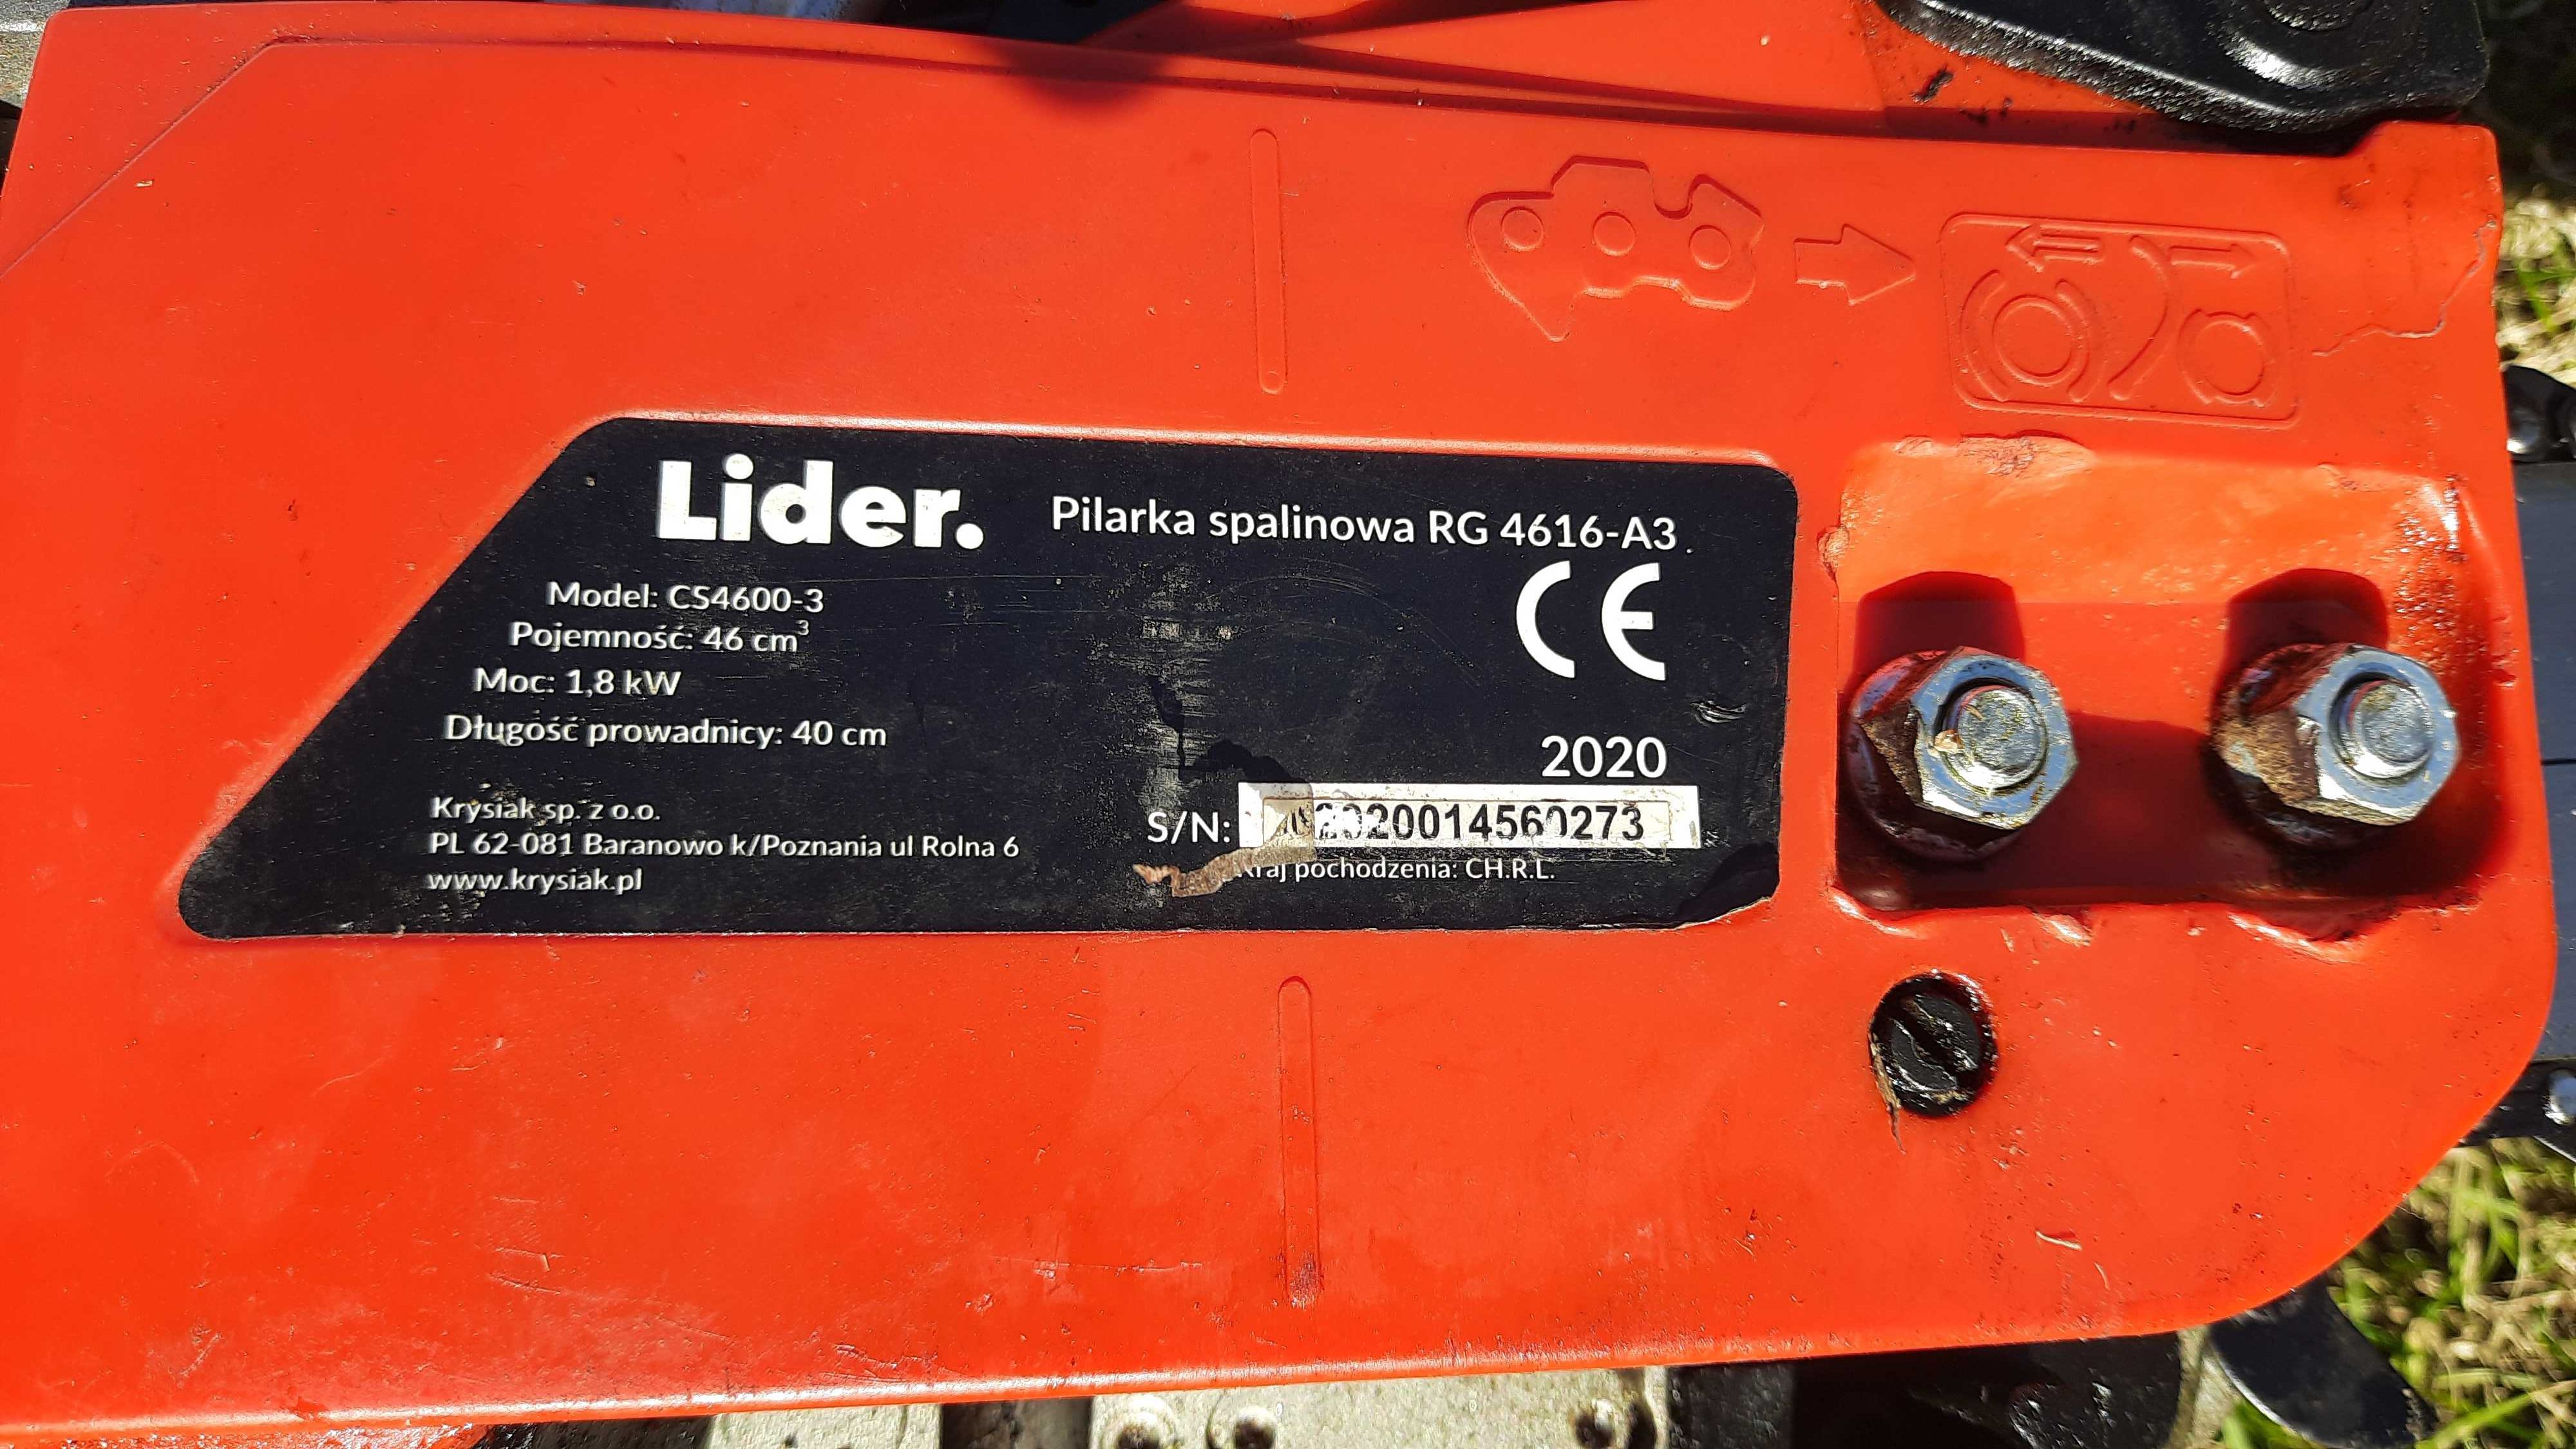 Lider.
Pilarka spalinowa RG 4616-A3
Model: CS4600-3
Pojemność: 46 cm³
Moc: 1,8 kW
Długość prowadnicy: 40 cm
CE
2020
Krysiak sp. z o.o.
PL 62-081 Baranowo k/Poznania ul Rolna 6
www.krysiak.pl
S/N:
Kraj pochodzenia: CH.R.L.